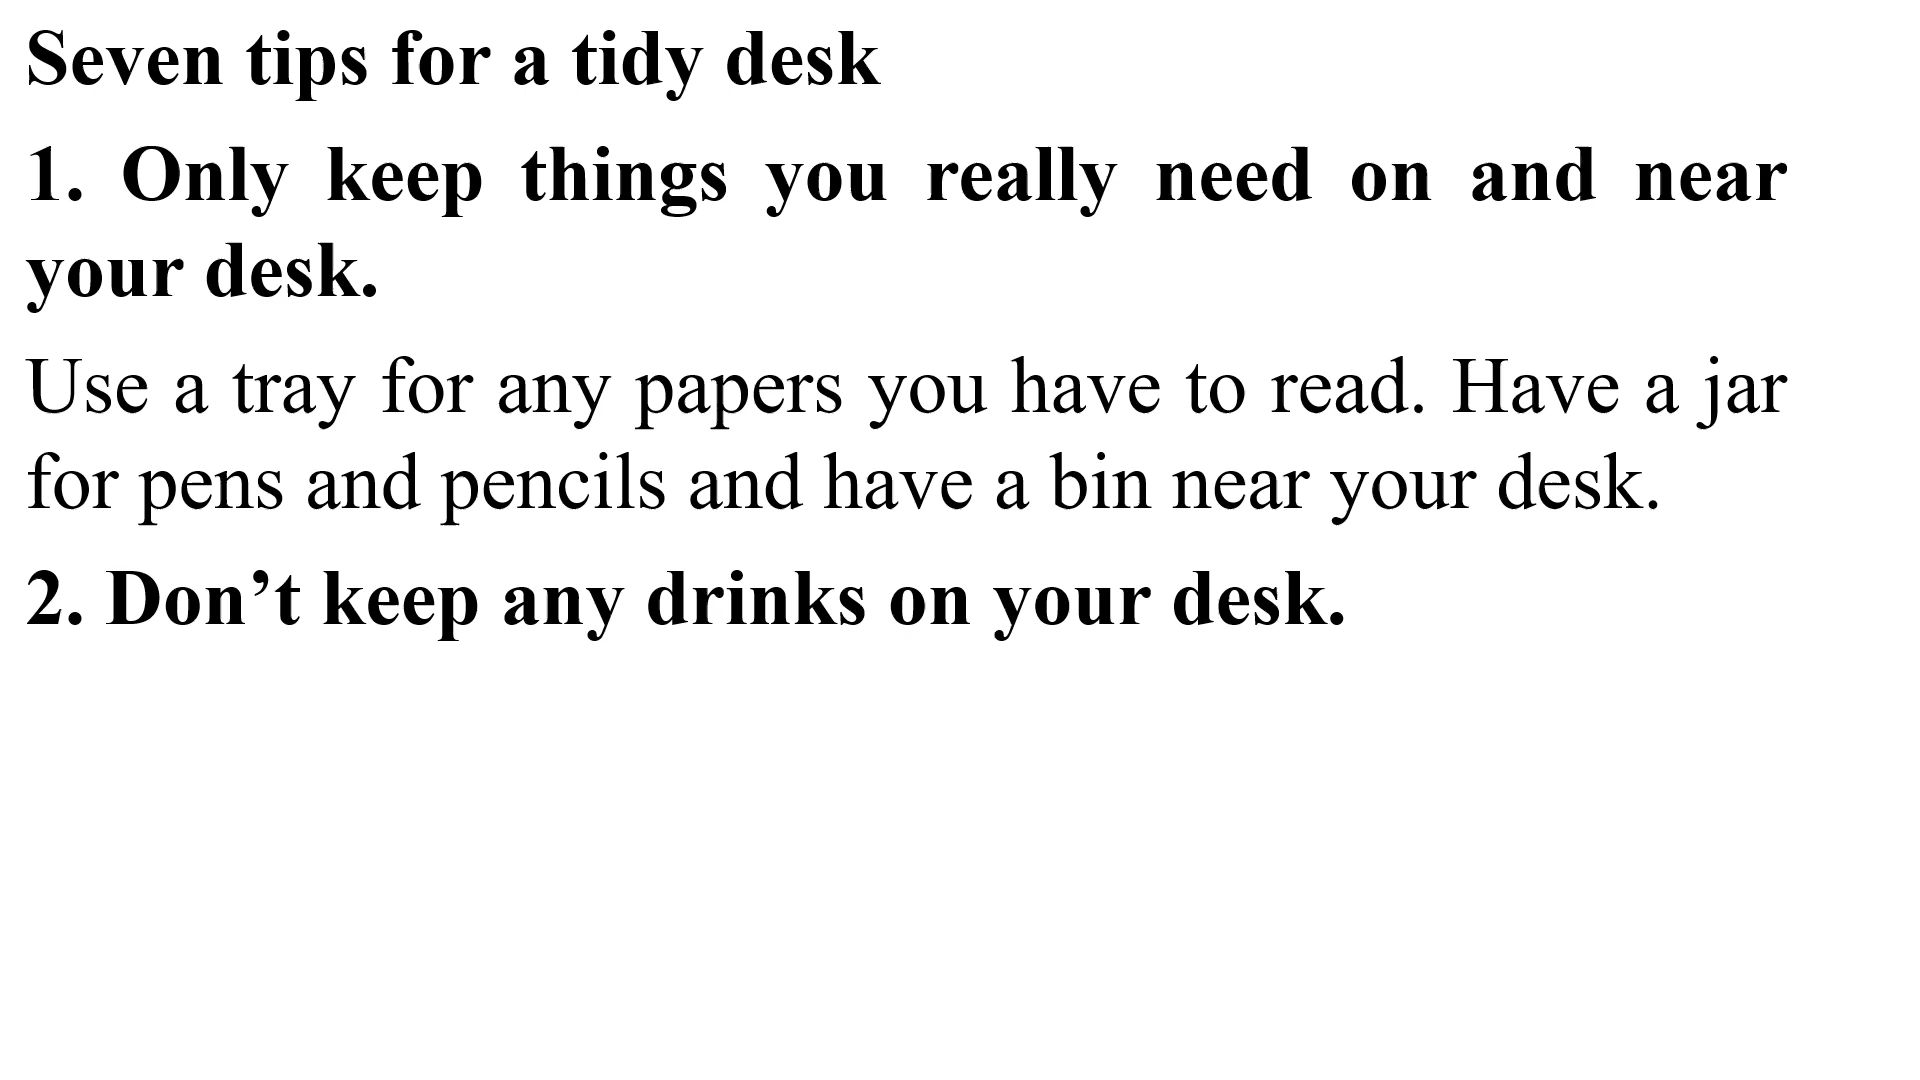 Seven tips for a tidy desk
1. Only keep things you really need on and near
your desk.
Use a tray for any papers you have to read. Have a jar
for pens and pencils and have a bin near your desk.
2. Don’t keep any drinks on your desk.